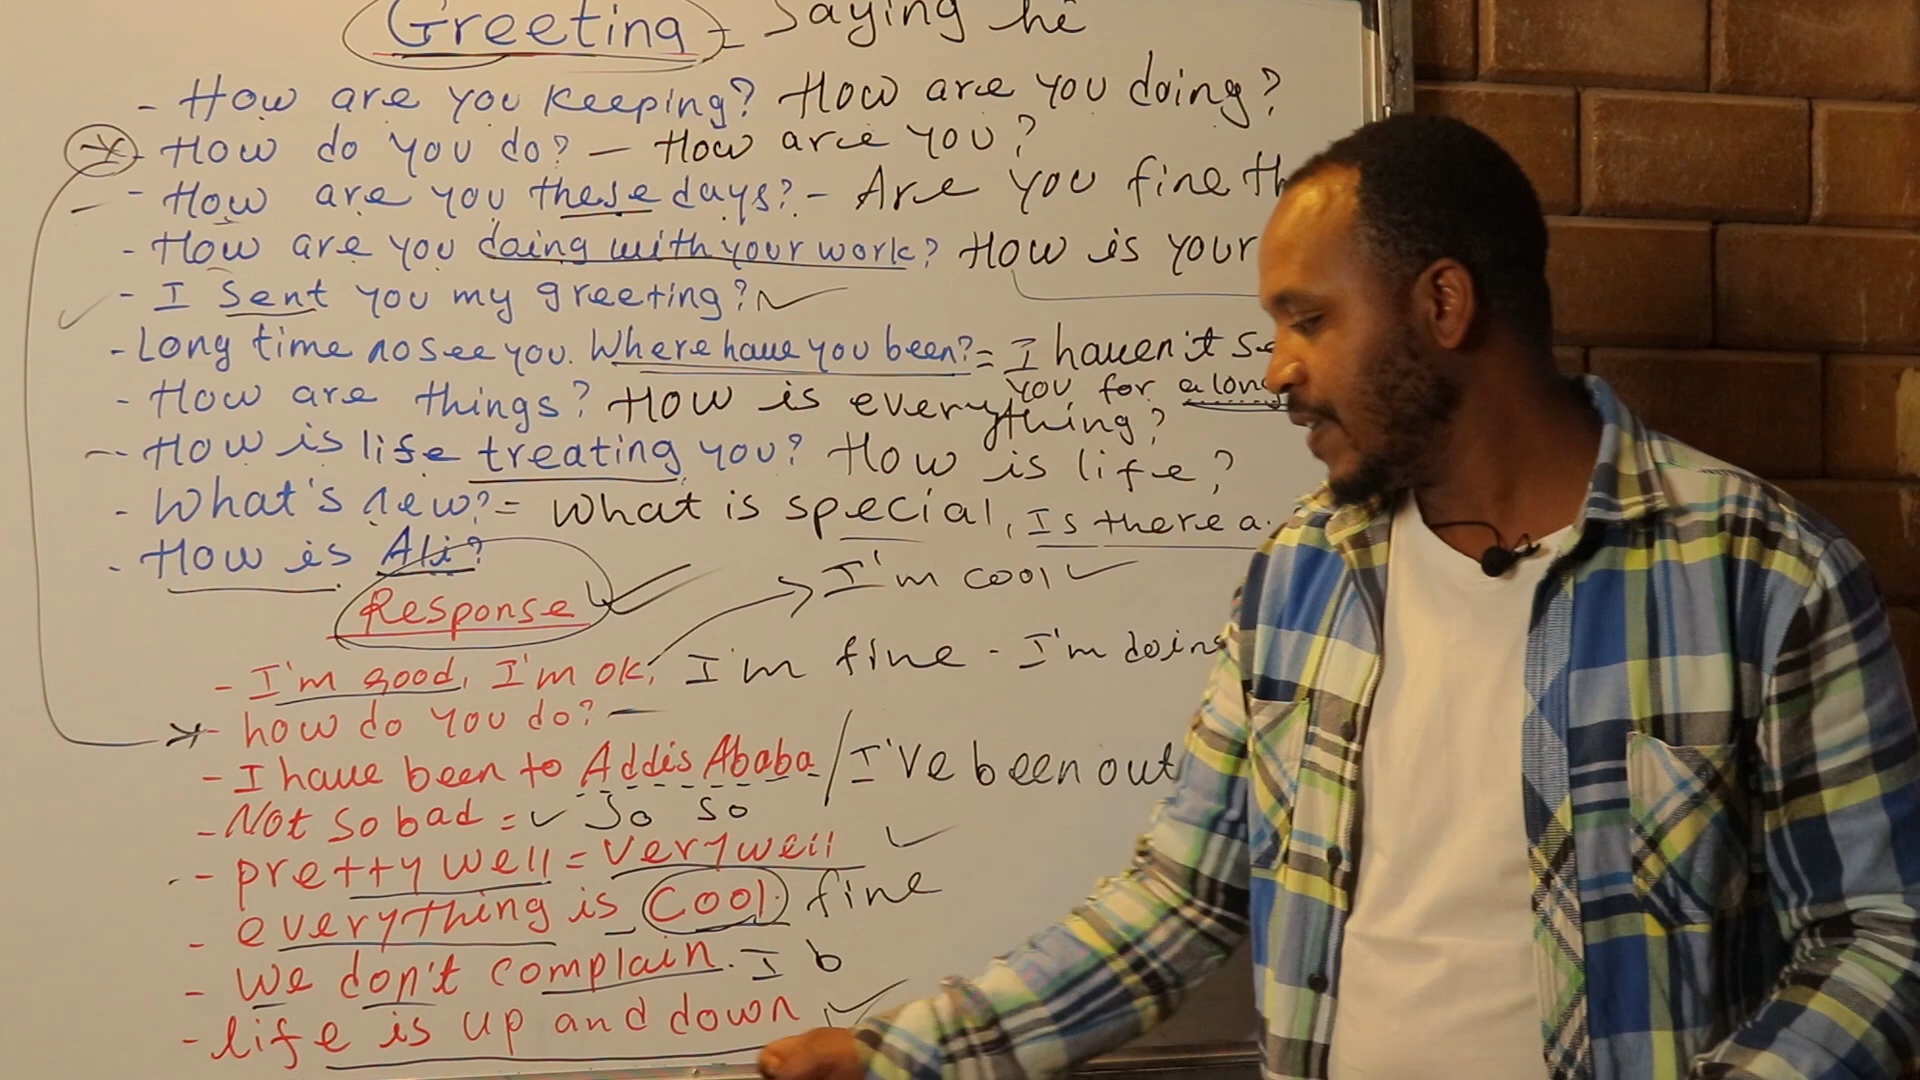 Greeting = Saying hi
- How are you keeping? How are you doing?
- How do you do? – How are you?
- How are you these days? - Are you fine
- How are you doing with your work? How is your
- I sent you my greeting?
- Long time no see you. Where have you been? = I haven't
you for a long
- How are things? How is everything?
- How is life treating you? How is life?
- What's new? = What is special, Is there a
- How is Ali?
Response
I'm cool
- I'm good, I'm ok, I'm fine - I'm doing
- how do you do? –
- I have been to Addis Ababa / I've been out
- Not so bad = So so
- pretty well = very well
- everything is cool. fine
- we don't complain. I b
- life is up and down